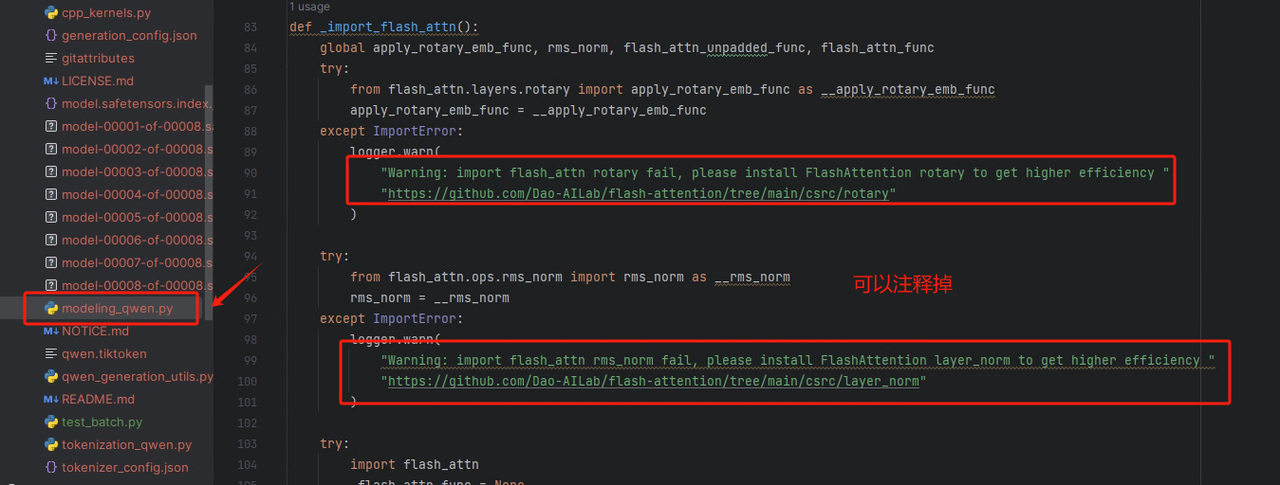 cpp_kernels.py
generation_config.json
gitattributes
LICENSE.md
model.safetensors.index.
model-00001-of-00008.sa
model-00002-of-00008.s
model-00003-of-00008.s
model-00004-of-00008.s
model-00005-of-00008.s
model-00006-of-00008.s
model-00007-of-00008.s
model-00008-of-00008.s
modeling_qwen.py
NOTICE.md
qwen.tiktoken
qwen_generation_utils.py
README.md
test_batch.py
tokenization_qwen.py
tokenizer_config.json
1 usage
83 def _import_flash_attn():
84 global apply_rotary_emb_func, rms_norm, flash_attn_unpadded_func, flash_attn_func
85 try:
86 from flash_attn.layers.rotary import apply_rotary_emb_func as __apply_rotary_emb_func
87 apply_rotary_emb_func = __apply_rotary_emb_func
88 except ImportError:
89 logger.warn(
90 "Warning: import flash_attn rotary fail, please install FlashAttention rotary to get higher efficiency "
91 "https://github.com/Dao-AILab/flash-attention/tree/main/csrc/rotary"
92 )
93
94 try:
95 from flash_attn.ops.rms_norm import rms_norm as __rms_norm
96 rms_norm = __rms_norm
97 except ImportError:
98 logger.warn(
99 "Warning: import flash_attn rms_norm fail, please install FlashAttention layer_norm to get higher efficiency "
100 "https://github.com/Dao-AILab/flash-attention/tree/main/csrc/layer_norm"
101 )
102
103 try:
104 import flash_attn
105 _flash_attn_func = None
可以注释掉